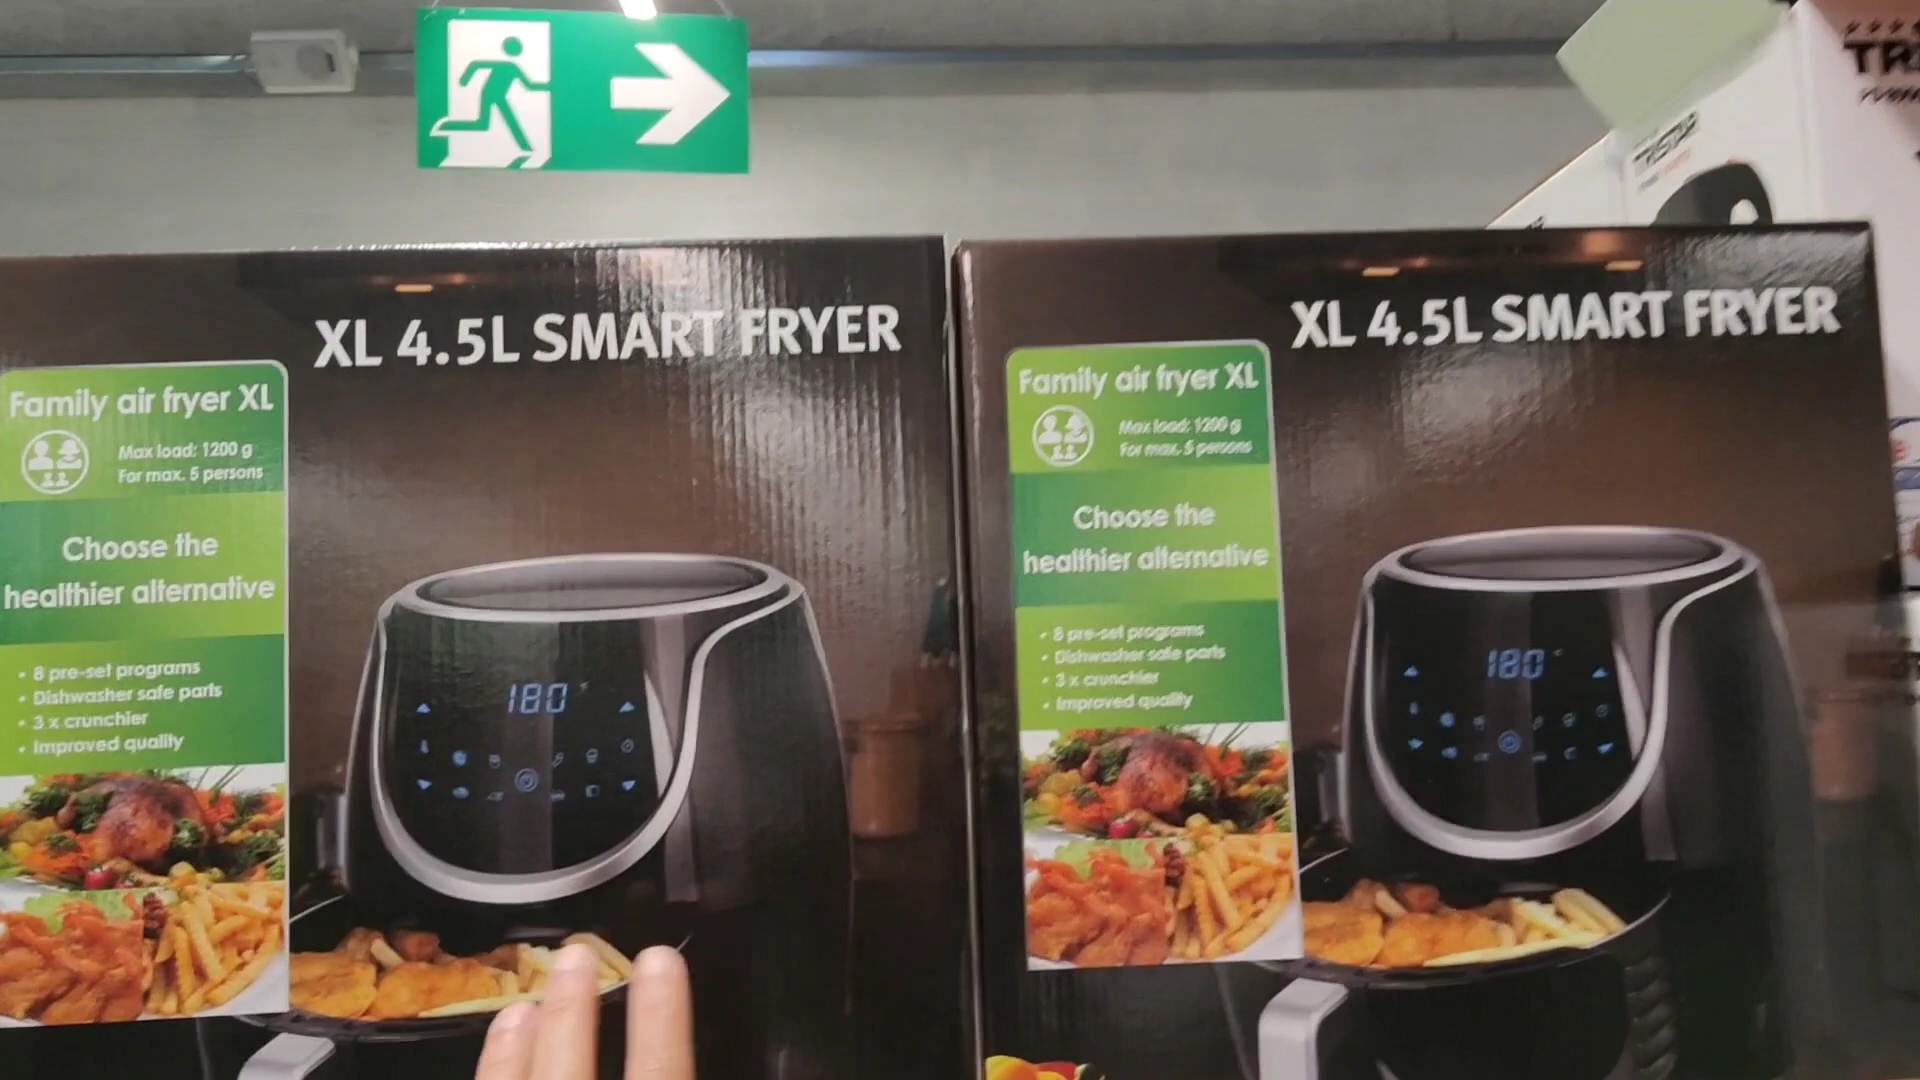 XL 4.5L SMART FRYER
Family air fryer XL
Max load: 1200 g
For max. 5 persons
Choose the
healthier alternative
• 8 pre-set programs
• Dishwasher safe parts
• 3 x crunchier
• Improved quality
180
XL 4.5L SMART FRYER
Family air fryer XL
Max load: 1200 g
For max. 5 persons
Choose the
healthier alternative
• 8 pre-set programs
• Dishwasher safe parts
• 3 x crunchier
• Improved quality
180
TRISTAR